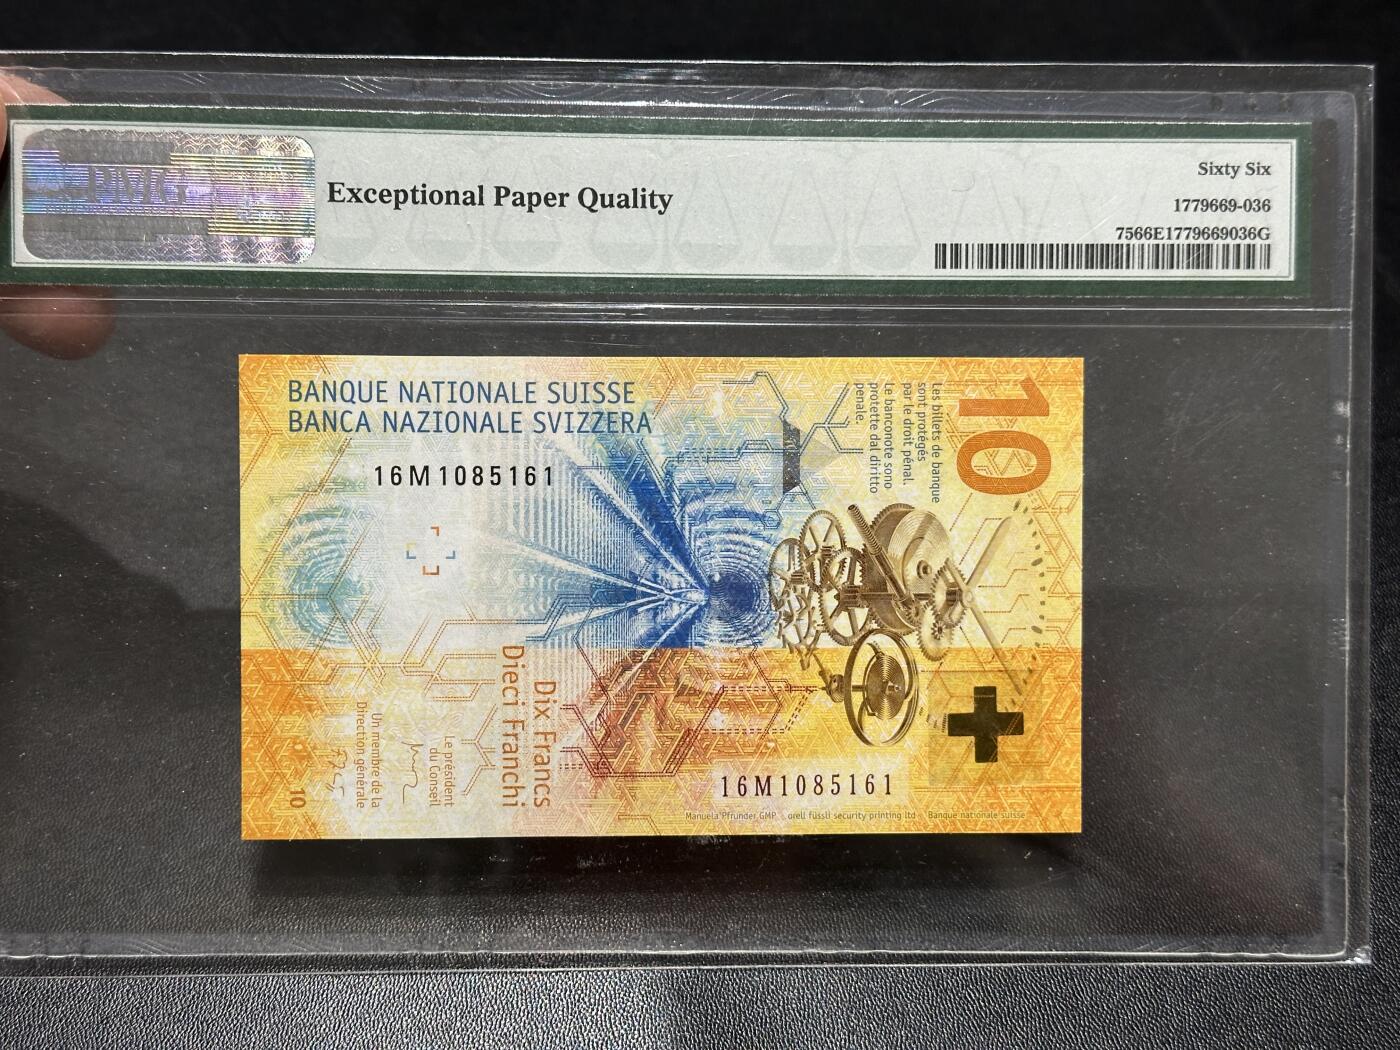 PMG
Exceptional Paper Quality
Sixty Six
1779669-036
7566E1779669036G
BANQUE NATIONALE SUISSE
BANCA NAZIONALE SVIZZERA
16M1085161
Les billets de banque
sont protégés
par le droit pénal.
Le banconote sono
protette dal diritto
penale.
10
Dix Francs
Dieci Franchi
Le président
du Conseil
Un membre de la
Direction générale
10
16M1085161
Manuela Pfrunder GMP orell füssli security printing ltd Banque nationale suisse